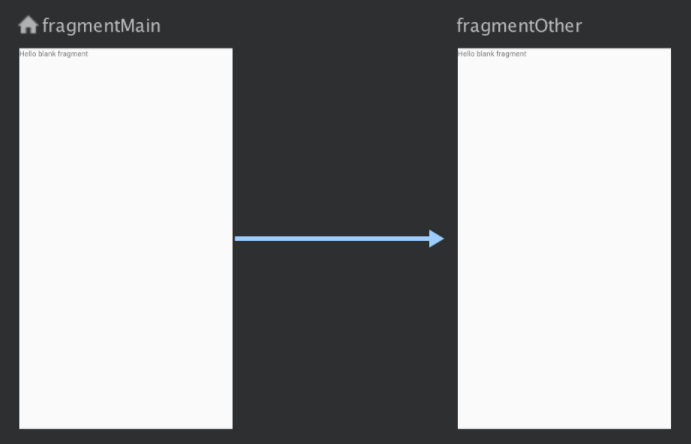 fragmentMain
fragmentOther
Hello blank fragment
Hello blank fragment